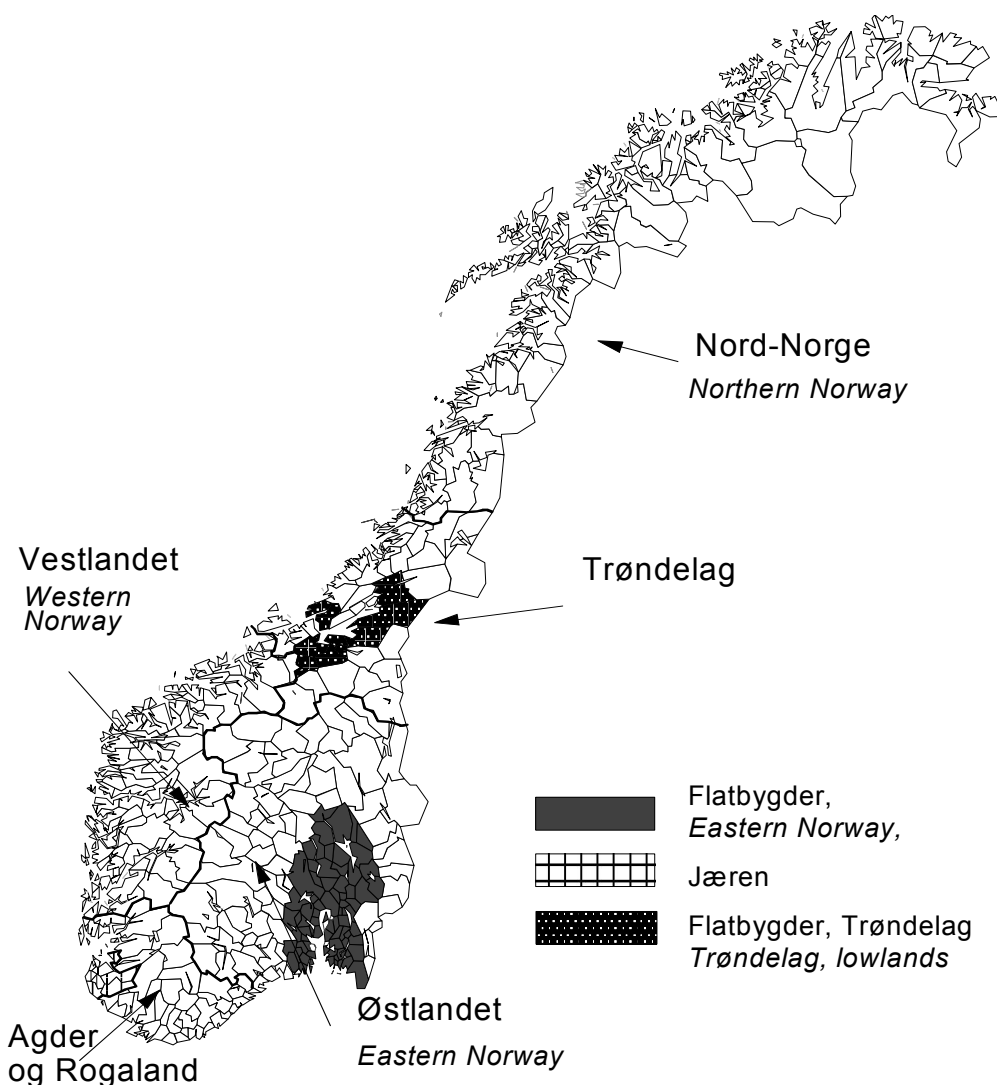 Nord-Norge
Northern Norway
Vestlandet
Western
Norway
Trøndelag
Flatbygder,
Eastern Norway,
Jæren
Flatbygder, Trøndelag
Trøndelag, lowlands
Østlandet
Eastern Norway
Agder
og Rogaland